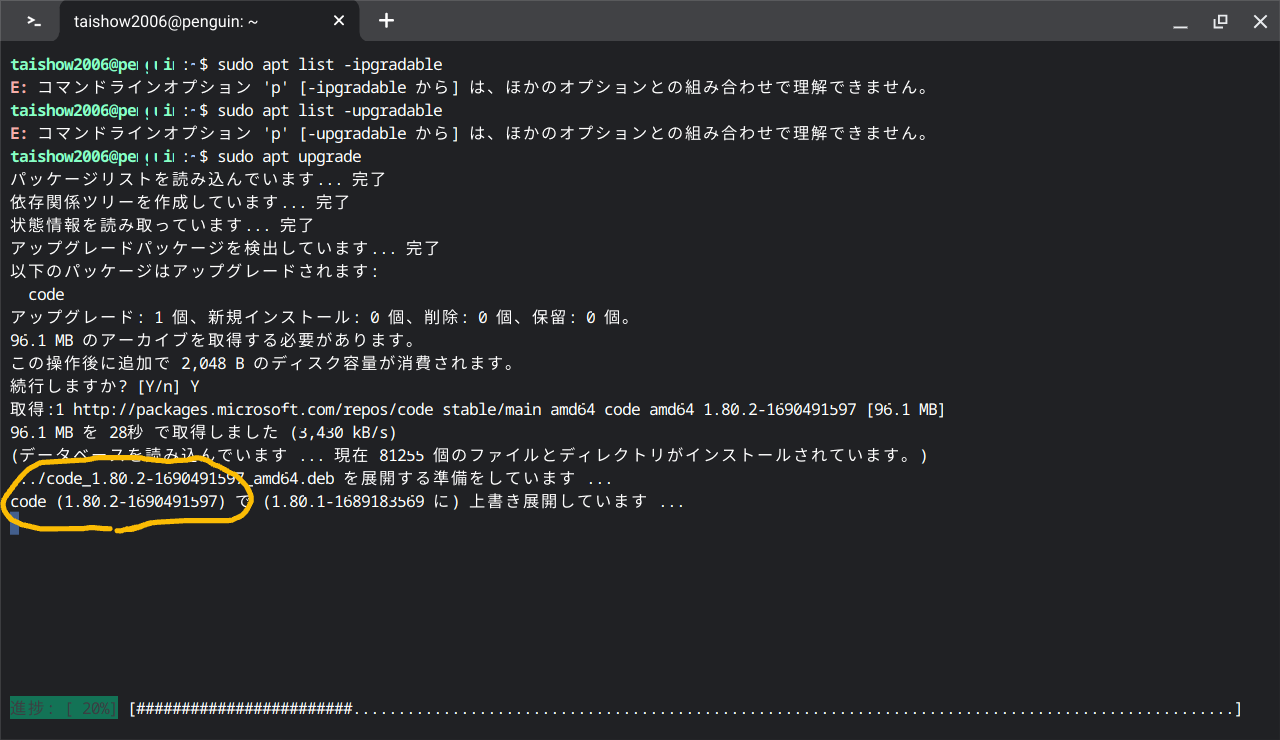 taishow2006@penguin: ~
taishow2006@penguin:~$ sudo apt list -ipgradable
E: コマンドラインオプション 'p' [-ipgradable から] は、ほかのオプションとの組み合わせで理解できません。
taishow2006@penguin:~$ sudo apt list -upgradable
E: コマンドラインオプション 'p' [-upgradable から] は、ほかのオプションとの組み合わせで理解できません。
taishow2006@penguin:~$ sudo apt upgrade
パッケージリストを読み込んでいます... 完了
依存関係ツリーを作成しています... 完了
状態情報を読み取っています... 完了
アップグレードパッケージを検出しています... 完了
以下のパッケージはアップグレードされます:
code
アップグレード: 1 個、新規インストール: 0 個、削除: 0 個、保留: 0 個。
96.1 MB のアーカイブを取得する必要があります。
この操作後に追加で 2,048 B のディスク容量が消費されます。
続行しますか? [Y/n] Y
取得:1 http://packages.microsoft.com/repos/code stable/main amd64 code amd64 1.80.2-1690491597 [96.1 MB]
96.1 MB を 28秒 で取得しました (3,430 kB/s)
(データベースを読み込んでいます ... 現在 81255 個のファイルとディレクトリがインストールされています。)
.../code_1.80.2-1690491597_amd64.deb を展開する準備をしています ...
code (1.80.2-1690491597) で (1.80.1-1689183569 に) 上書き展開しています ...
進捗: [ 20%] [########################..................................................................................................]